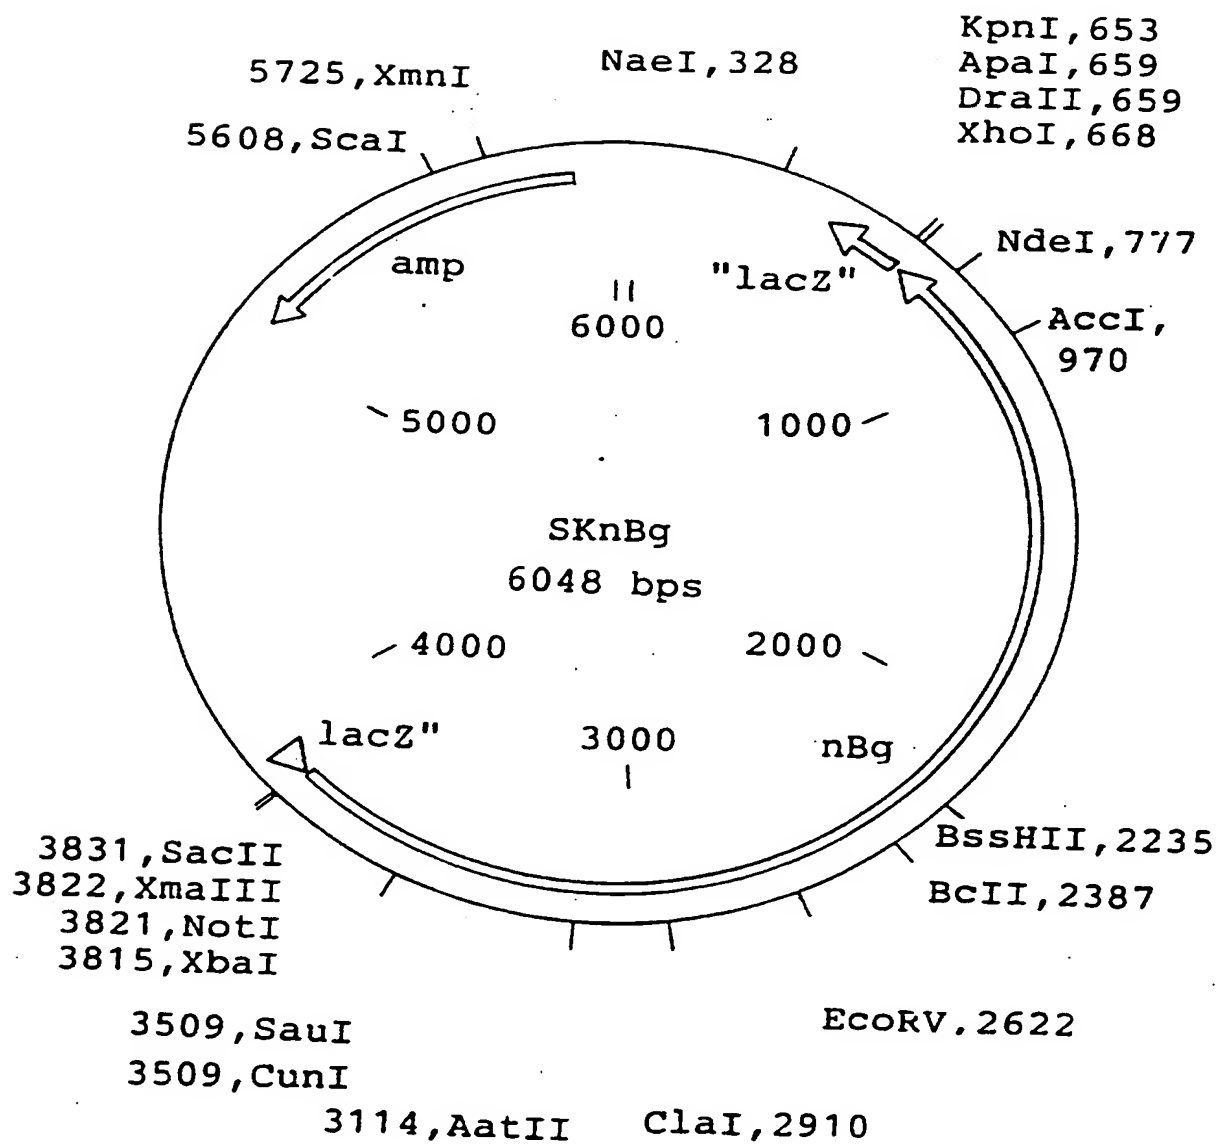 KpnI,653
ApaI,659
DraII,659
XhoI,668
NaeI,328
5725,XmnI
5608,ScaI
NdeI,777
AccI,
970
amp
"lacZ"
6000
5000
1000
SKnBg
6048 bps
4000
2000
lacZ"
3000
nBg
BssHII,2235
BcII,2387
3831,SacII
3822,XmaIII
3821,NotI
3815,XbaI
3509,SauI
3509,CunI
EcoRV.2622
3114,AatII
ClaI,2910